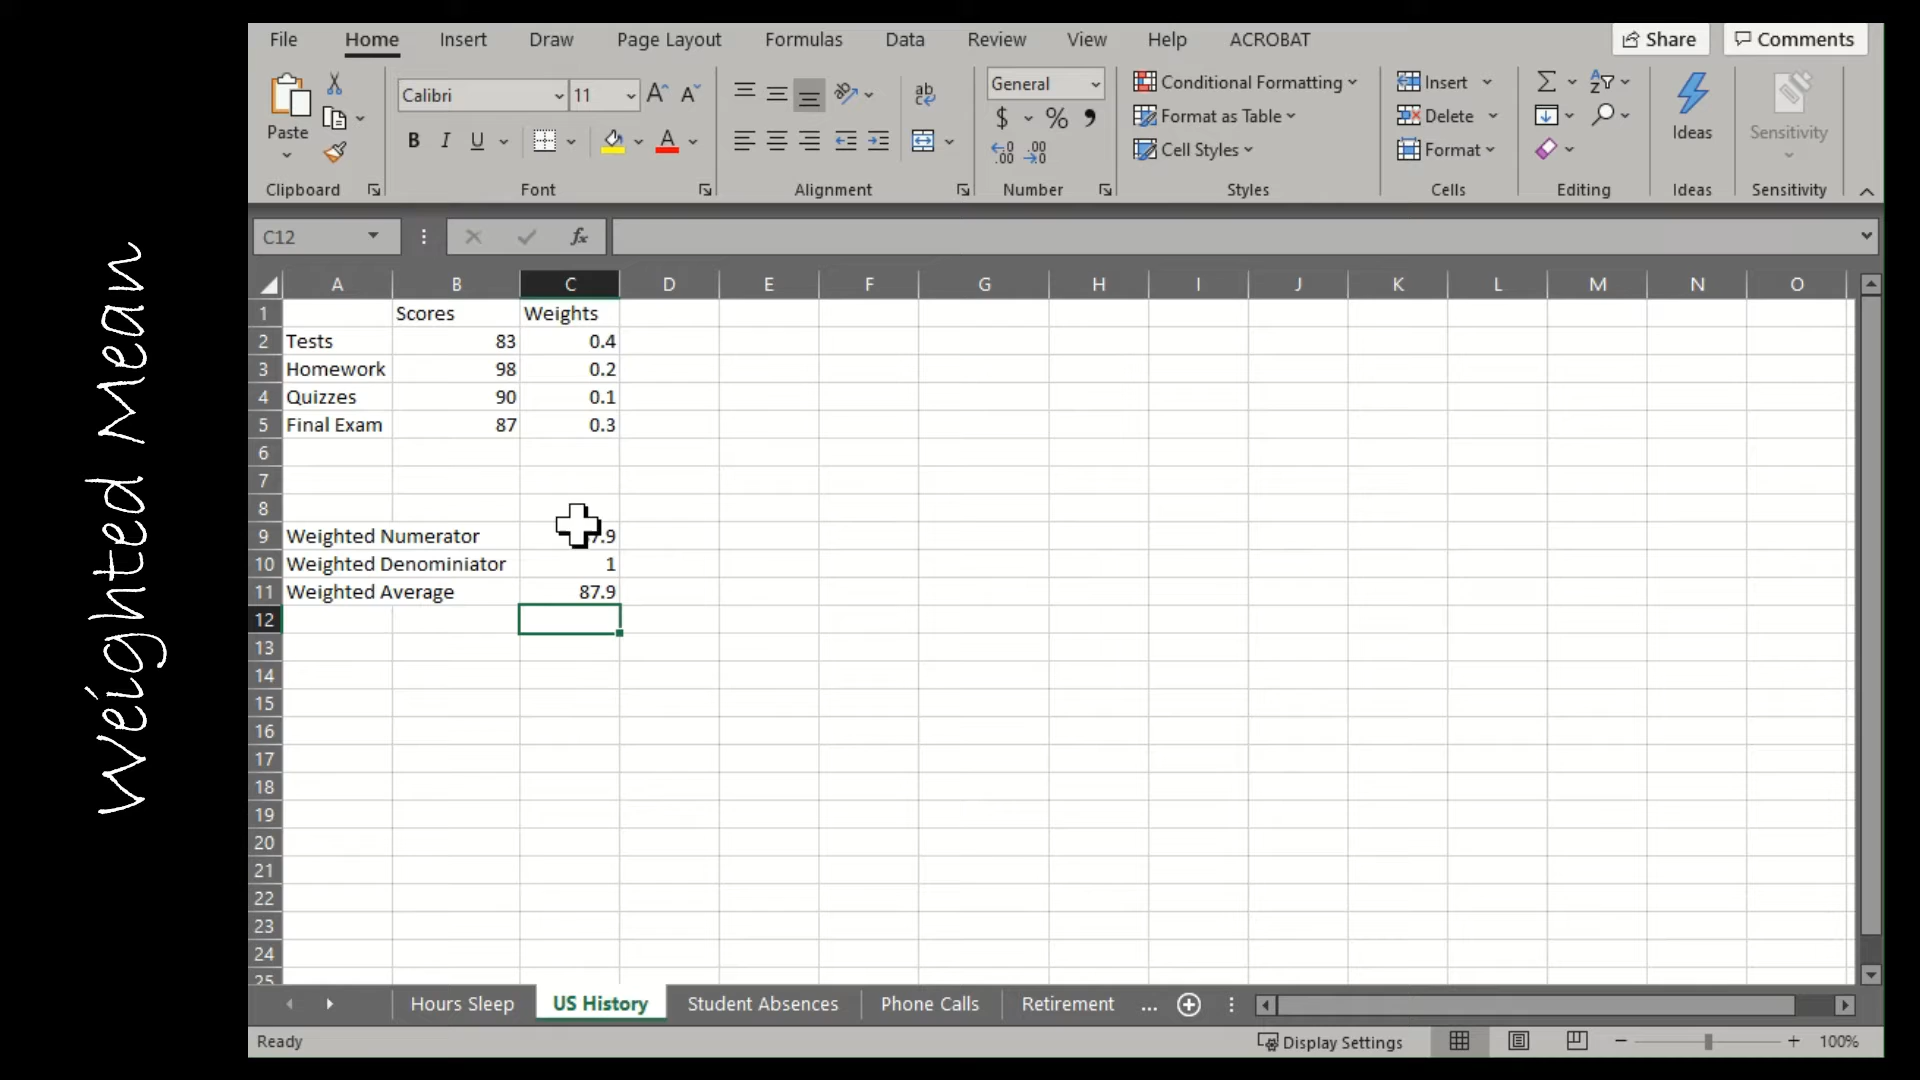 Weighted Mean
File Home Insert Draw Page Layout Formulas Data Review View Help ACROBAT Share Comments
Paste
Calibri 11
General
Conditional Formatting
Format as Table
Cell Styles
Insert
Delete
Format
Ideas
Sensitivity
Clipboard Font Alignment Number Styles Cells Editing Ideas Sensitivity
C12 fx
A B C D E F G H I J K L M N O
1 Scores Weights
2 Tests 83 0.4
3 Homework 98 0.2
4 Quizzes 90 0.1
5 Final Exam 87 0.3
6
7
8
9 Weighted Numerator 7.9
10 Weighted Denominiator 1
11 Weighted Average 87.9
12
13
14
15
16
17
18
19
20
21
22
23
24
25
Hours Sleep US History Student Absences Phone Calls Retirement ...
Ready Display Settings 100%